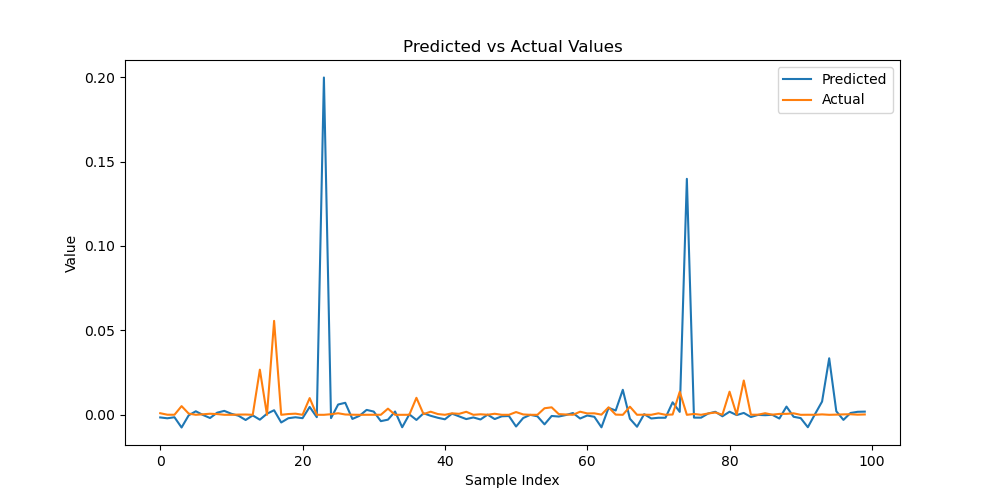 Predicted vs Actual Values
Predicted
Actual
0.20
0.15
0.10
0.05
0.00
Value
0 20 40 60 80 100
Sample Index